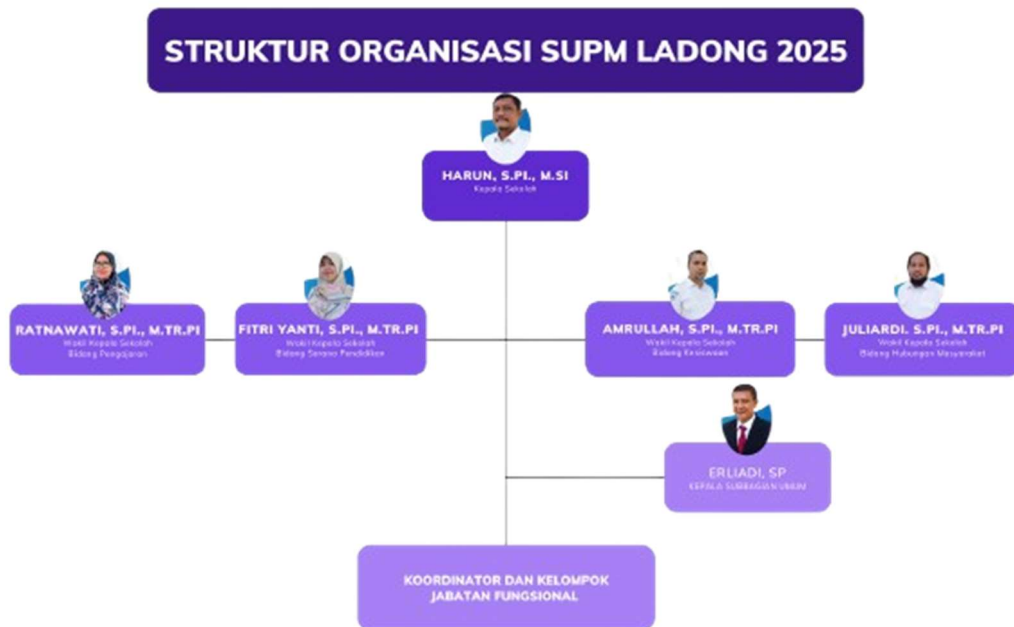 STRUKTUR ORGANISASI SUPM LADONG 2025
HARUN, S.PI., M.SI
Kepala Sekolah
RATNAWATI, S.PI., M.TR.PI
Wakil Kepala Sekolah
Bidang Pengajaran
FITRI YANTI, S.PI., M.TR.PI
Wakil Kepala Sekolah
Bidang Sarana Pendidikan
AMRULLAH, S.PI., M.TR.PI
Wakil Kepala Sekolah
Bidang Kesiswaan
JULIARDI. S.PI., M.TR.PI
Wakil Kepala Sekolah
Bidang Hubungan Masyarakat
ERLIADI, SP
KEPALA SUBBAGIAN UMUM
KOORDINATOR DAN KELOMPOK
JABATAN FUNGSIONAL